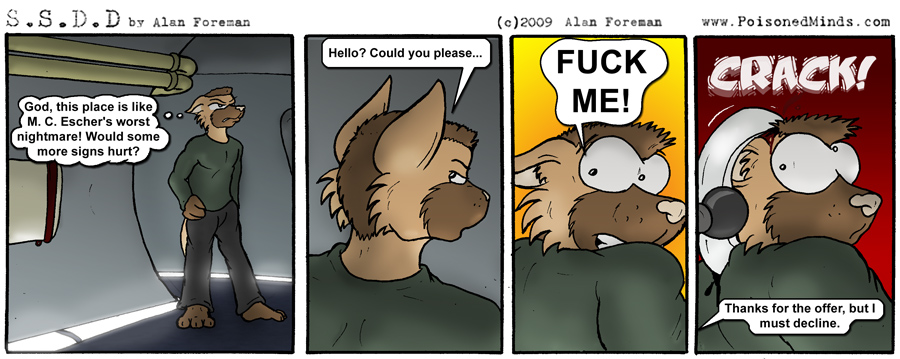 S.S.D.D by Alan Foreman (c)2009 Alan Foreman www.PoisonedMinds.com
God, this place is like
M. C. Escher's worst
nightmare! Would some
more signs hurt?
Hello? Could you please...
FUCK
ME!
CRACK!
Thanks for the offer, but I
must decline.